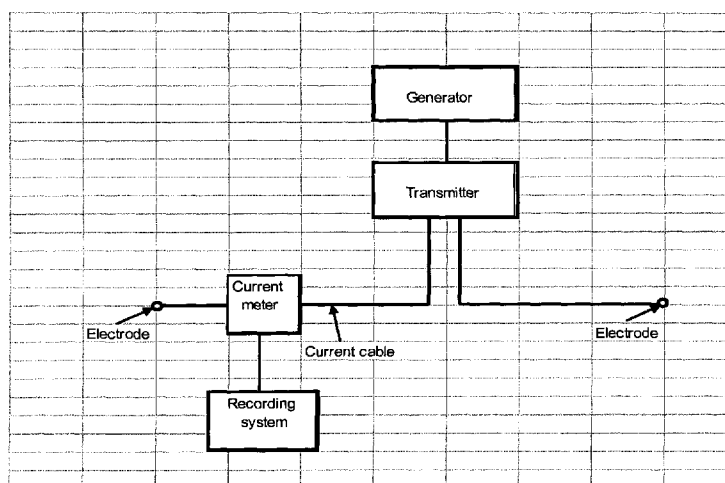 Generator
Transmitter
Current
meter
Electrode
Electrode
Current cable
Recording
system